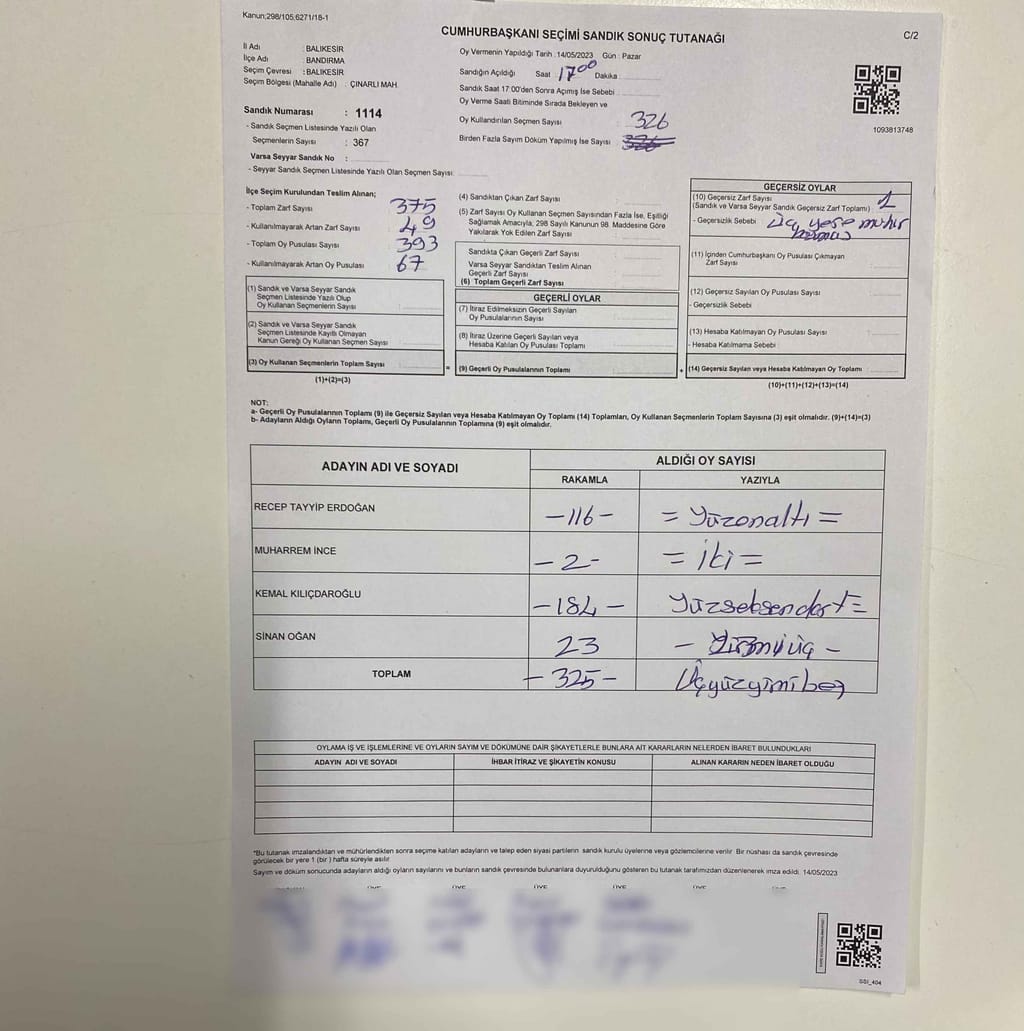 Kanun;298/105;6271/18-1
CUMHURBAŞKANI SEÇİMİ SANDIK SONUÇ TUTANAĞI
C/2
İl Adı : BALIKESİR
İlçe Adı : BANDIRMA
Seçim Çevresi : BALIKESİR
Seçim Bölgesi (Mahalle Adı) : ÇINARLI MAH.
Sandık Numarası : 1114
- Sandık Seçmen Listesinde Yazılı Olan
Seçmenlerin Sayısı : 367
Varsa Seyyar Sandık No :
- Seyyar Sandık Seçmen Listesinde Yazılı Olan Seçmen Sayısı:
Oy Vermenin Yapıldığı Tarih :14/05/2023 Gün : Pazar
Sandığın Açıldığı Saat 17 00 Dakika
Sandık Saat 17:00'den Sonra Açımış İse Sebebi
Oy Verme Saati Bitiminde Sırada Bekleyen ve
Oy Kullandırılan Seçmen Sayısı 326
Birden Fazla Sayım Döküm Yapılmış İse Sayısı 326
1093813748
İlçe Seçim Kurulundan Teslim Alınan;
- Toplam Zarf Sayısı 375
- Kullanılmayarak Artan Zarf Sayısı 49
- Toplam Oy Pusulası Sayısı 393
- Kullanılmayarak Artan Oy Pusulası 67
(1) Sandık ve Varsa Seyyar Sandık
Seçmen Listesinde Yazılı Olup
Oy Kullanan Seçmenlerin Sayısı :
(2) Sandık ve Varsa Seyyar Sandık
Seçmen Listesinde Kayıtlı Olmayan
Kanun Gereği Oy Kullanan Seçmen Sayısı :
(3) Oy Kullanan Seçmenlerin Toplam Sayısı
(1)+(2)=(3)
(4) Sandıktan Çıkan Zarf Sayısı
(5) Zarf Sayısı Oy Kullanan Seçmen Sayısından Fazla İse, Eşitliği
Sağlamak Amacıyla, 298 Sayılı Kanunun 98. Maddesine Göre
Yakılarak Yok Edilen Zarf Sayısı
Sandıkta Çıkan Geçerli Zarf Sayısı
Varsa Seyyar Sandıktan Teslim Alınan
Geçerli Zarf Sayısı
(6) Toplam Geçerli Zarf Sayısı
GEÇERLİ OYLAR
(7) İtiraz Edilmeksizin Geçerli Sayılan
Oy Pusulalarının Sayısı
(8) İtiraz Üzerine Geçerli Sayılan veya
Hesaba Katılan Oy Pusulası Toplamı
(9) Geçerli Oy Pusulalarının Toplamı
GEÇERSİZ OYLAR
(10) Geçersiz Zarf Sayısı
(Sandık ve Varsa Seyyar Sandık Geçersiz Zarf Toplamı) 1
- Geçersizlik Sebebi : Üç yere mühir
(11) İçinden Cumhurbaşkanı Oy Pusulası Çıkmayan
Zarf Sayısı
(12) Geçersiz Sayılan Oy Pusulası Sayısı
- Geçersizlik Sebebi
(13) Hesaba Katılmayan Oy Pusulası Sayısı
- Hesaba Katılmama Sebebi
(14) Geçersiz Sayılan veya Hesaba Katılmayan Oy Toplamı
(10)+(11)+(12)+(13)=(14)
NOT:
a- Geçerli Oy Pusulalarının Toplamı (9) ile Geçersiz Sayılan veya Hesaba Katılmayan Oy Toplamı (14) Toplamları, Oy Kullanan Seçmenlerin Toplam Sayısına (3) eşit olmalıdır. (9)+(14)=(3)
b- Adayların Aldığı Oyların Toplamı, Geçerli Oy Pusulalarının Toplamına (9) eşit olmalıdır.
ADAYIN ADI VE SOYADI
ALDIĞI OY SAYISI
RAKAMLA YAZIYLA
RECEP TAYYİP ERDOĞAN -116- = Yüzonaltı =
MUHARREM İNCE -2- = İki =
KEMAL KILIÇDAROĞLU -184- Yüzseksendört =
SİNAN OĞAN 23 - Yirmiüç -
TOPLAM -325- Üçyüzyimibeş
OYLAMA İŞ VE İŞLEMLERİNE VE OYLARIN SAYIM VE DÖKÜMÜNE DAİR ŞİKAYETLERLE BUNLARA AİT KARARLARIN NELERDEN İBARET BULUNDUKLARI
ADAYIN ADI VE SOYADI İHBAR İTİRAZ VE ŞİKAYETİN KONUSU ALINAN KARARIN NEDEN İBARET OLDUĞU
*Bu tutanak imzalandıktan ve mühürlendikten sonra seçime katılan adayların ve talep eden siyasi partilerin sandık kurulu üyelerine veya gözlemcilerine verilir. Bir nüshası da sandık çevresinde
görülecek bir yere 1 (bir ) hafta süreyle asılır.
Sayım ve döküm sonucunda adayların aldığı oyların sayılarını ve bunların sandık çevresinde bulunanlara duyurulduğunu gösteren bu tutanak tarafımızdan düzenlenerek imza edildi. 14/05/2023
SSI_404